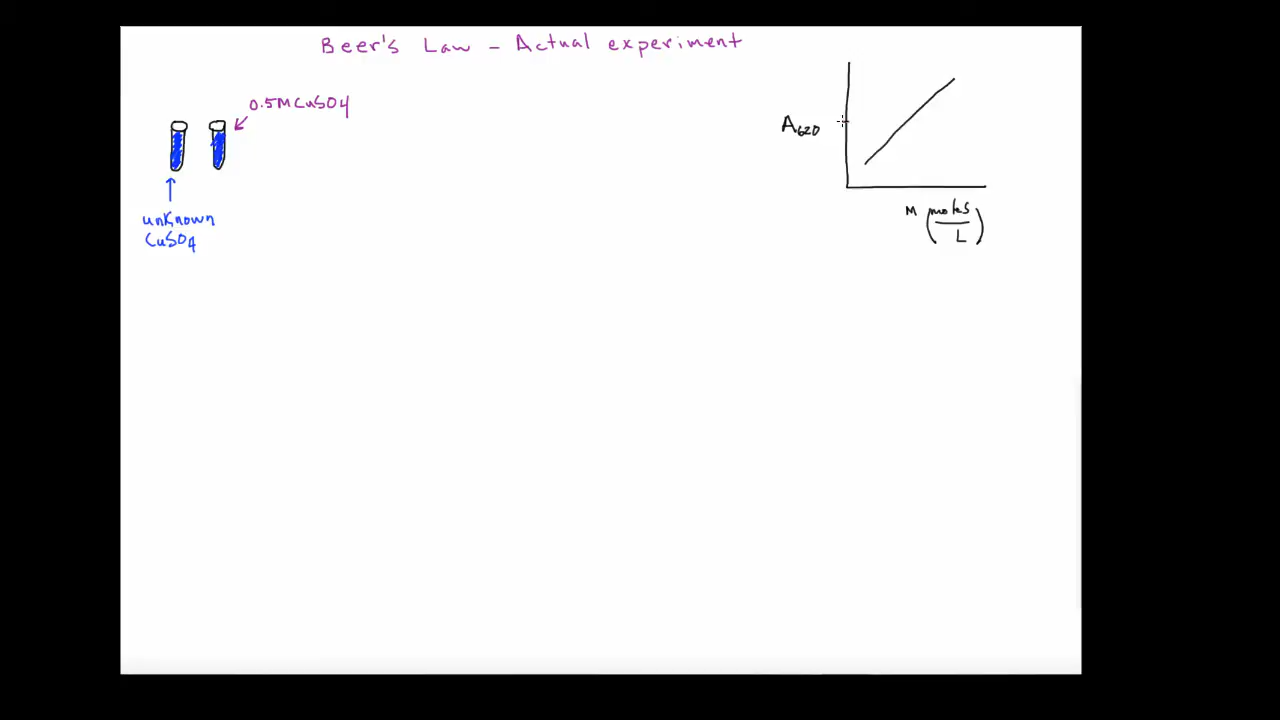 Beer's Law - Actual experiment
0.5M CuSO4
unknown
CuSO4
A620
M (moles/L)